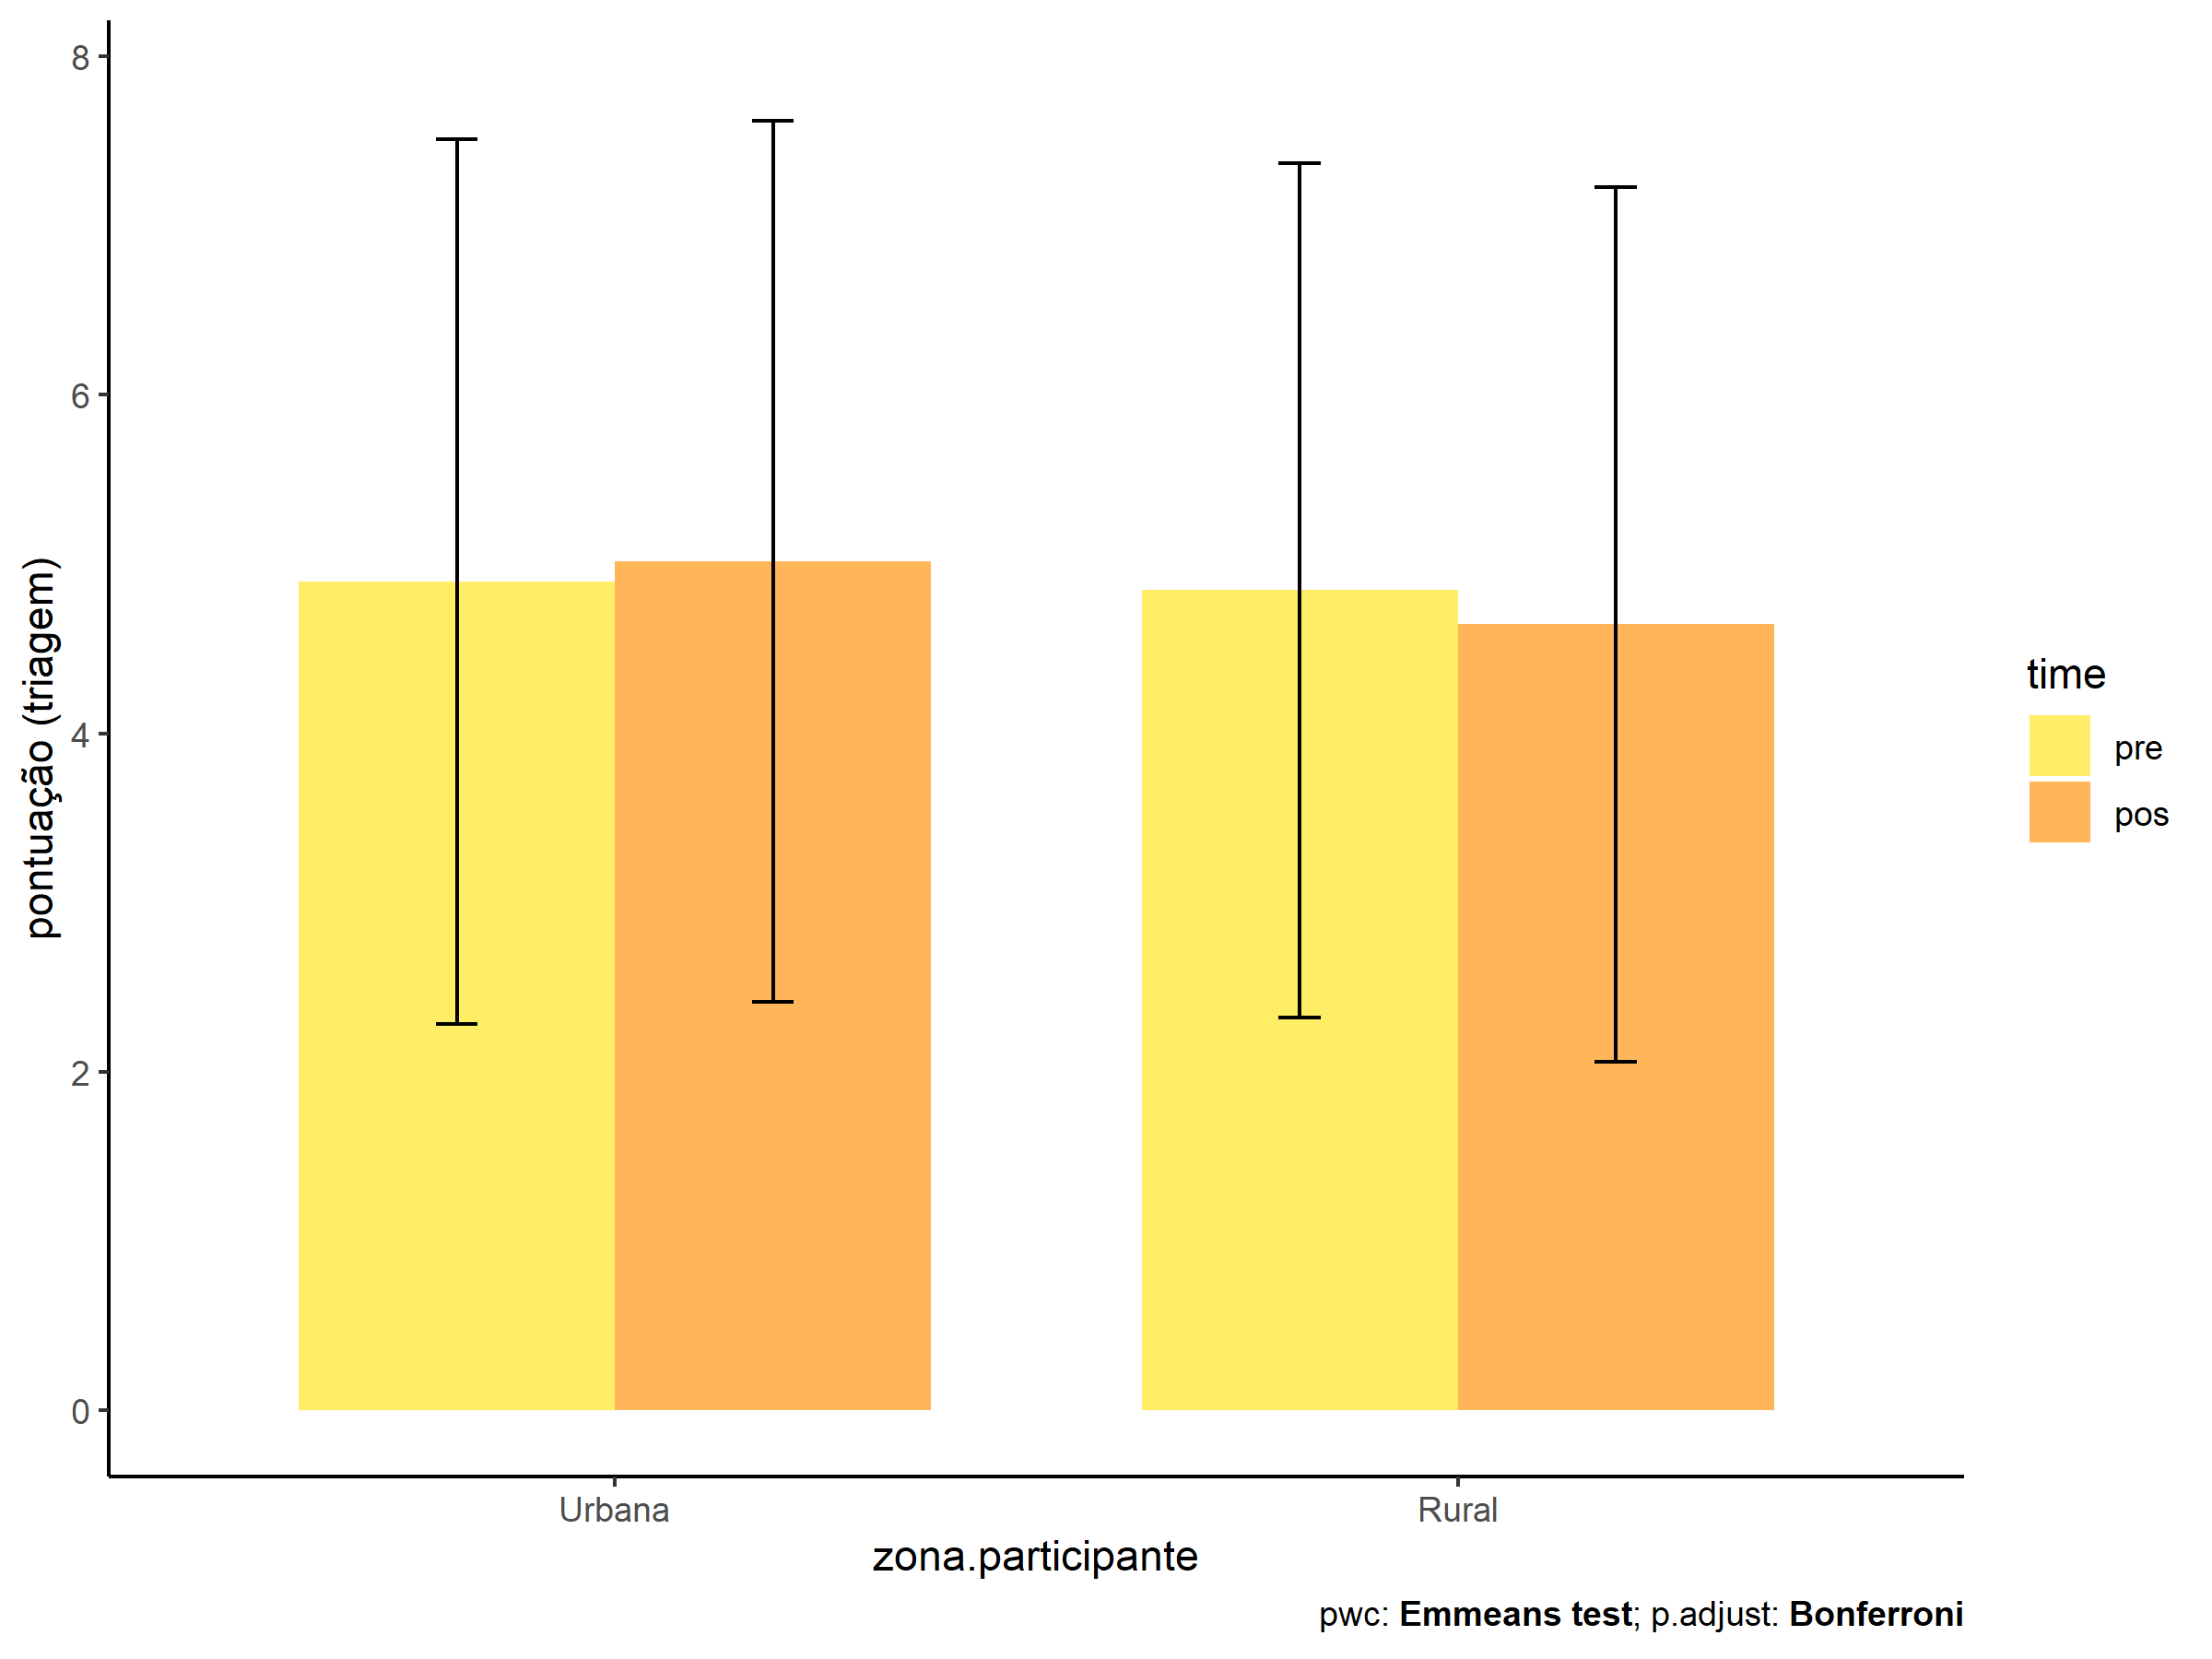 pontuação (triagem)
8
6
4
2
0
Urbana
Rural
zona.participante
time
pre
pos
pwc: Emmeans test; p.adjust: Bonferroni